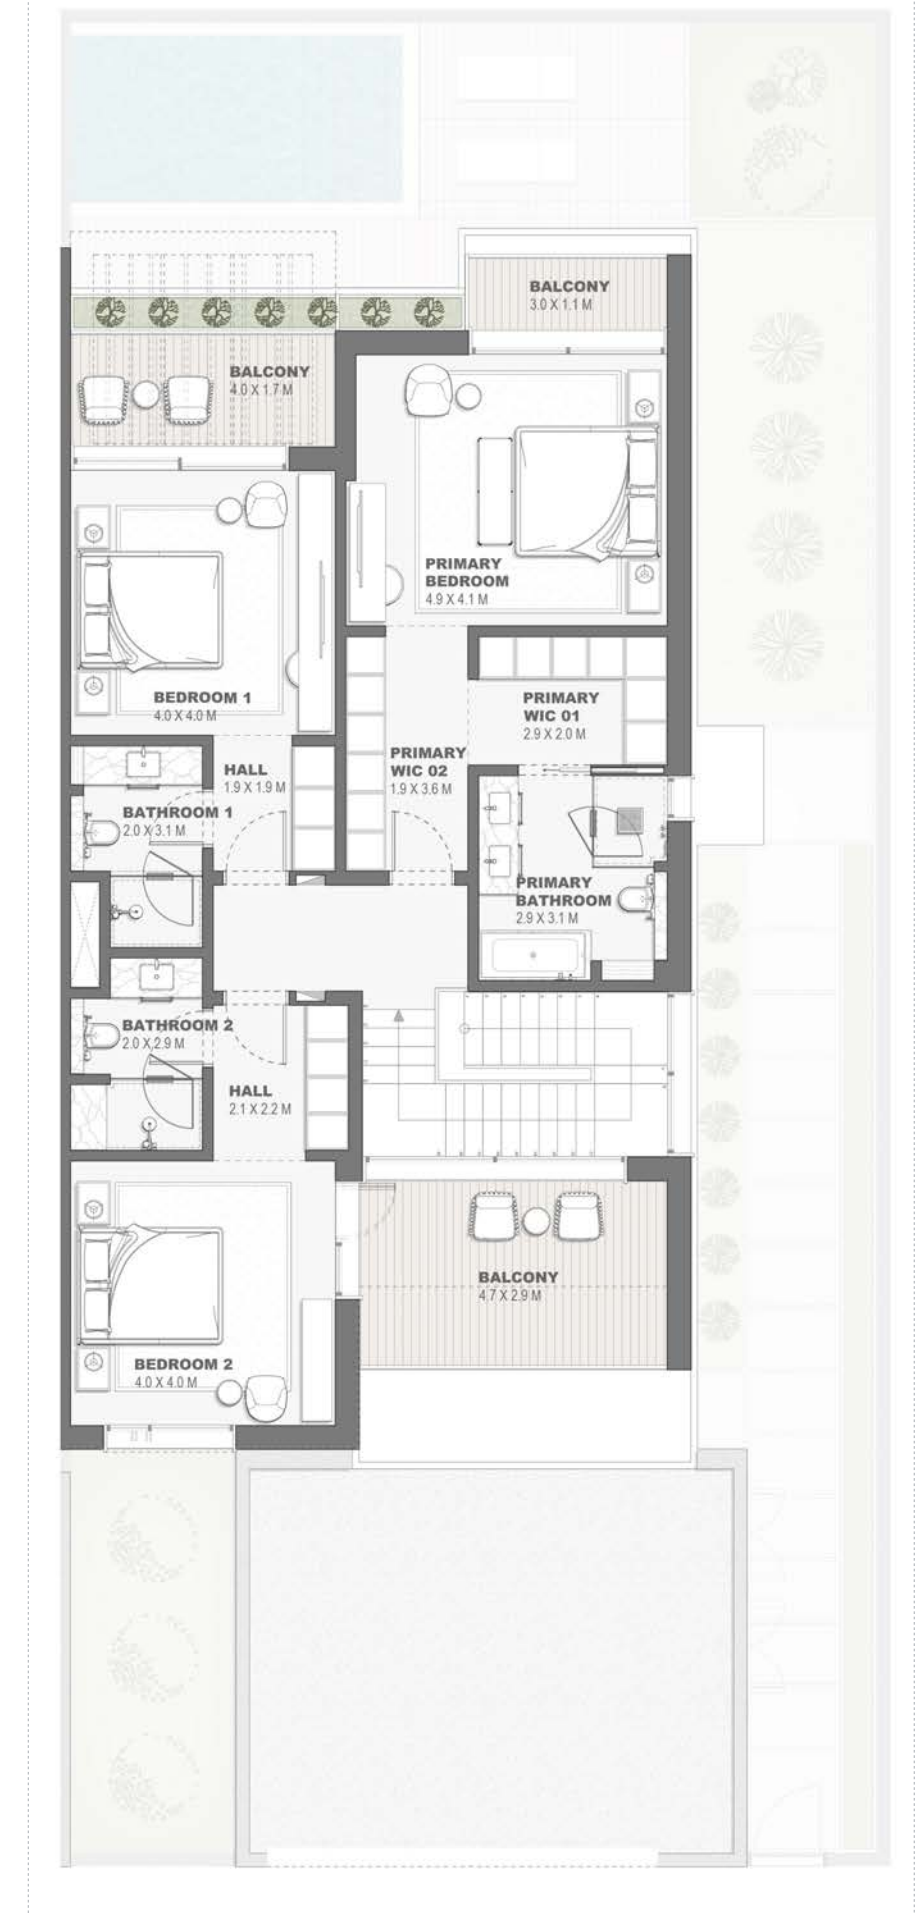 BALCONY
3.0 X 1.1 M
BALCONY
4.0 X 1.7 M
PRIMARY
BEDROOM
4.9 X 4.1 M
BEDROOM 1
4.0 X 4.0 M
PRIMARY
WIC 01
2.9 X 2.0 M
PRIMARY
WIC 02
1.9 X 3.6 M
HALL
1.9 X 1.9 M
BATHROOM 1
2.0 X 3.1 M
PRIMARY
BATHROOM
2.9 X 3.1 M
BATHROOM 2
2.0 X 2.9 M
HALL
2.1 X 2.2 M
BALCONY
4.7 X 2.9 M
BEDROOM 2
4.0 X 4.0 M